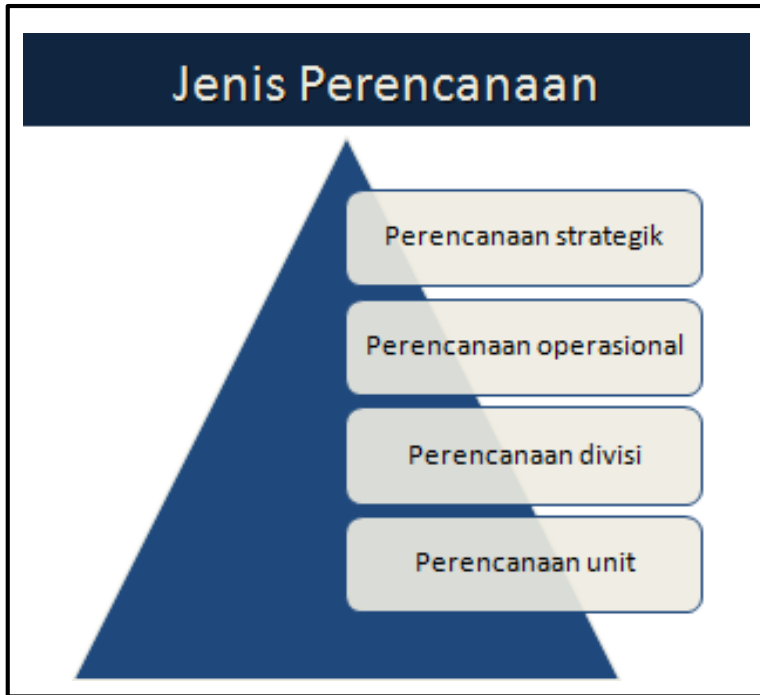 Jenis Perencanaan
Perencanaan strategik
Perencanaan operasional
Perencanaan divisi
Perencanaan unit